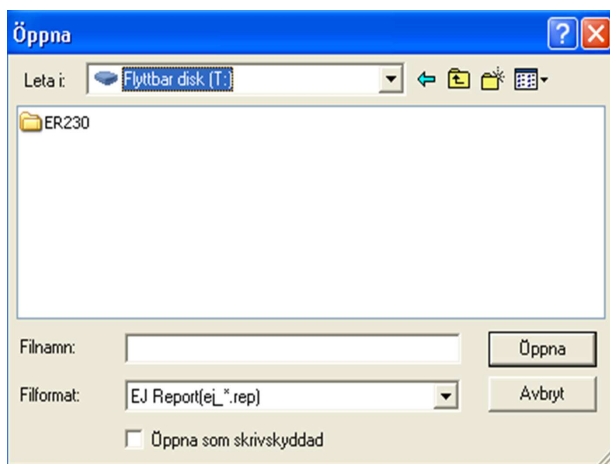 Öppna
Leta i: Flyttbar disk (T:)
ER230
Filnamn: Öppna
Filformat: EJ Report(ej_*.rep) Avbryt
Öppna som skrivskyddad